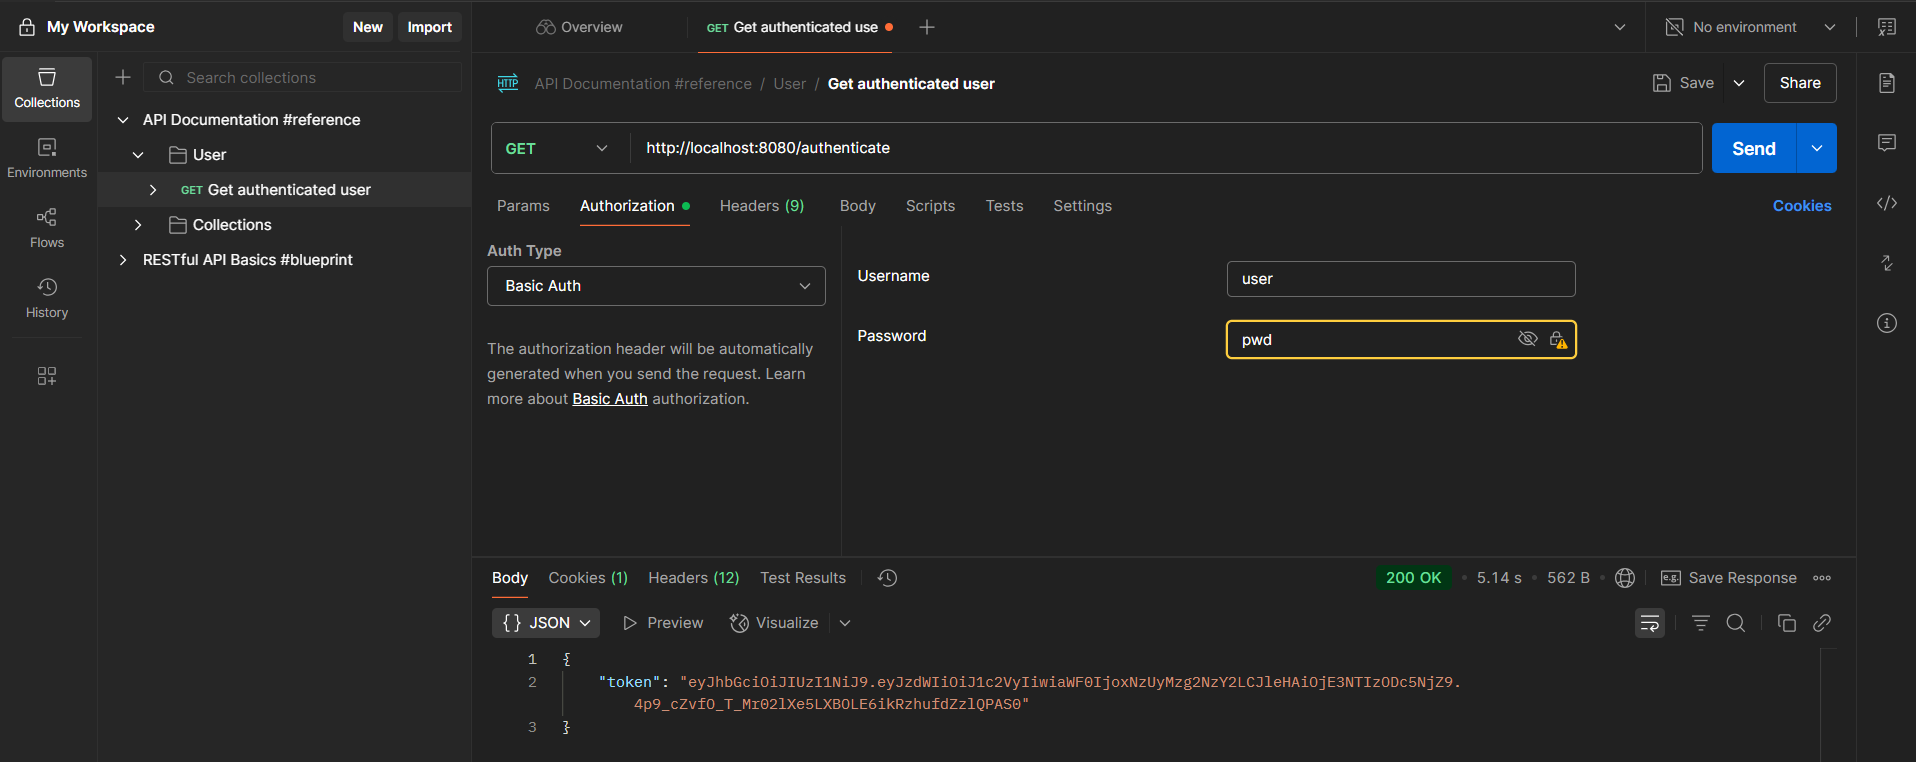 My Workspace
New
Import
Overview
GET Get authenticated use
No environment
Collections
Environments
Flows
History
Search collections
API Documentation #reference
User
GET Get authenticated user
Collections
RESTful API Basics #blueprint
HTTP
API Documentation #reference / User / Get authenticated user
Save
Share
GET
http://localhost:8080/authenticate
Send
Params
Authorization
Headers (9)
Body
Scripts
Tests
Settings
Cookies
Auth Type
Basic Auth
The authorization header will be automatically
generated when you send the request. Learn
more about Basic Auth authorization.
Username
user
Password
pwd
Body
Cookies (1)
Headers (12)
Test Results
200 OK
5.14 s
562 B
e.g.
Save Response
{} JSON
Preview
Visualize
1 {
2 "token": "eyJhbGciOiJIUzI1NiJ9.eyJzdWIiOiJ1c2VyIiwiaWF0IjoxNzUyMzg2NzY2LCJleHAiOjE3NTIzODc5NjZ9.
4p9_cZvfO_T_Mr02lXe5LXBOLE6ikRzhufdZzlQPAS0"
3 }